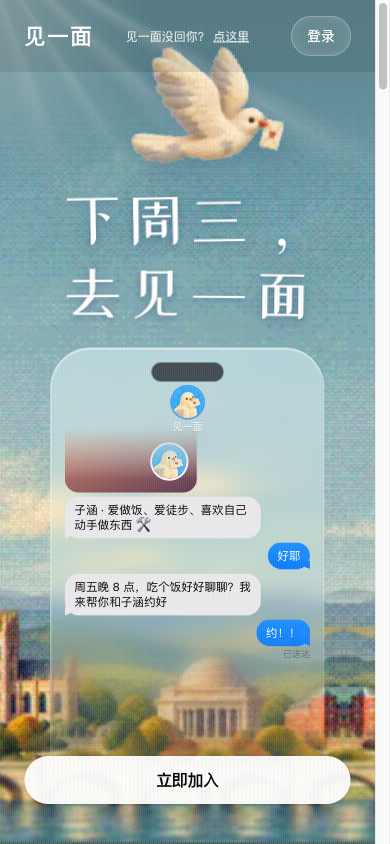 见一面
见一面没回你？ 点这里
登录
下周三，
去见一面
见一面
子涵 · 爱做饭、爱徒步、喜欢自己
动手做东西 🛠️
好耶
周五晚 8 点，吃个饭好好聊聊？我
来帮你和子涵约好
约！！
已送达
立即加入